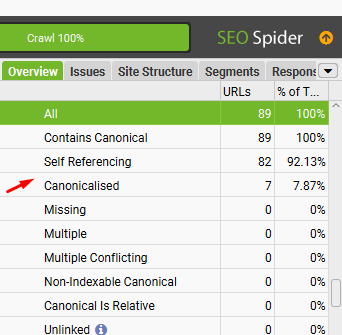 Crawl 100% SEO Spider
Overview Issues Site Structure Segments Respons
URLs % of T...
All 89 100%
Contains Canonical 89 100%
Self Referencing 82 92.13%
Canonicalised 7 7.87%
Missing 0 0%
Multiple 0 0%
Multiple Conflicting 0 0%
Non-Indexable Canonical 0 0%
Canonical Is Relative 0 0%
Unlinked 0 0%